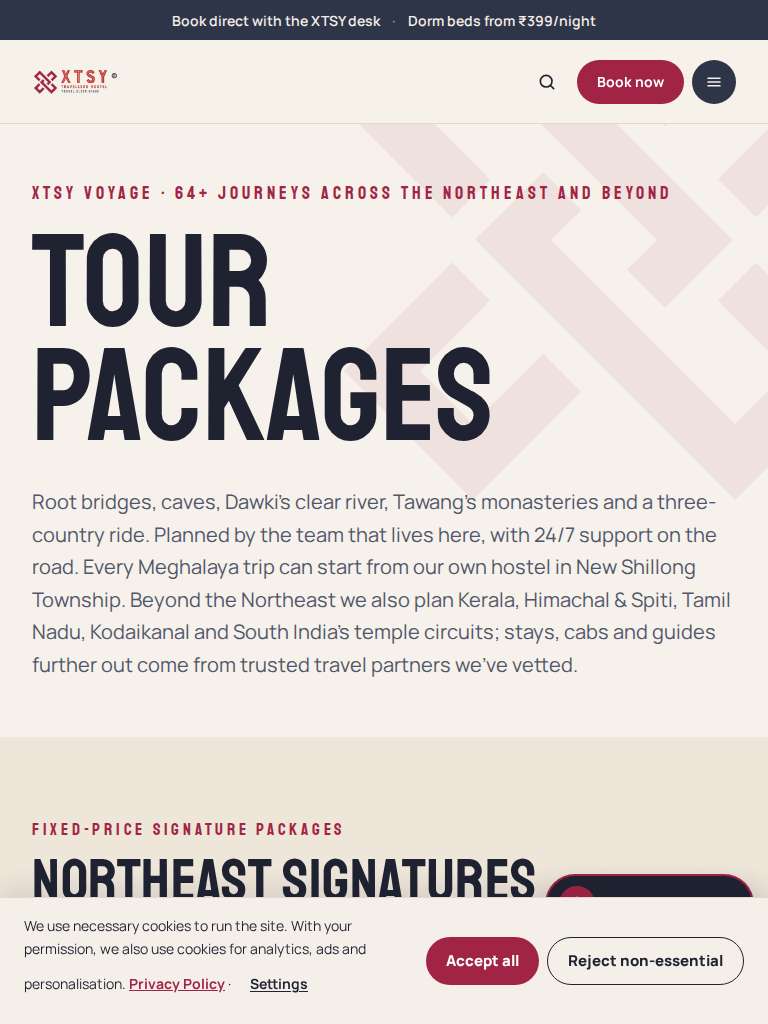 Book direct with the XTSY desk · Dorm beds from ₹399/night
XTSY
TRAVELLERS HOSTEL
Book now
XTSY VOYAGE · 64+ JOURNEYS ACROSS THE NORTHEAST AND BEYOND
TOUR
PACKAGES
Root bridges, caves, Dawki’s clear river, Tawang’s monasteries and a three-
country ride. Planned by the team that lives here, with 24/7 support on the
road. Every Meghalaya trip can start from our own hostel in New Shillong
Township. Beyond the Northeast we also plan Kerala, Himachal & Spiti, Tamil
Nadu, Kodaikanal and South India’s temple circuits; stays, cabs and guides
further out come from trusted travel partners we’ve vetted.
FIXED-PRICE SIGNATURE PACKAGES
NORTHEAST SIGNATURES
We use necessary cookies to run the site. With your
permission, we also use cookies for analytics, ads and
personalisation. Privacy Policy · Settings
Accept all
Reject non-essential